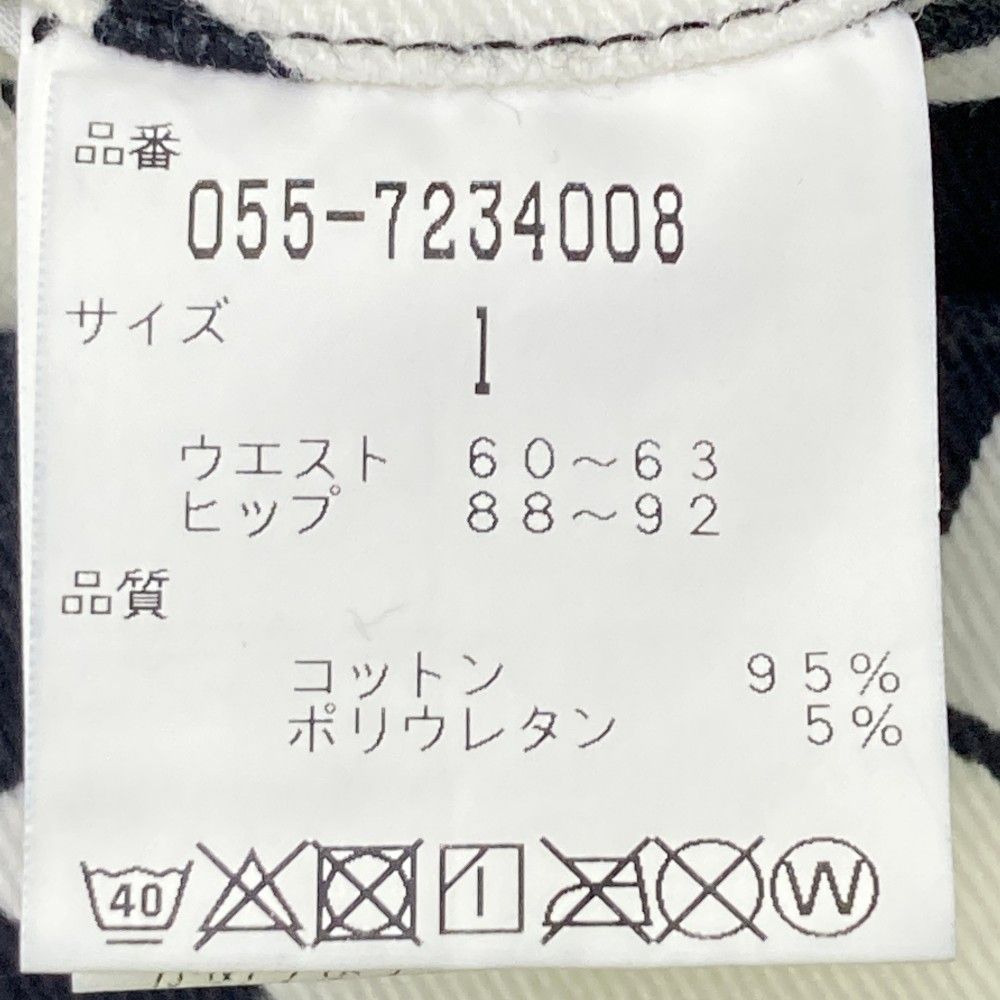 品番
055-7234008
サイズ
1
ウエスト 60~63
ヒップ 88~92
品質
コットン 95%
ポリウレタン 5%
40
W